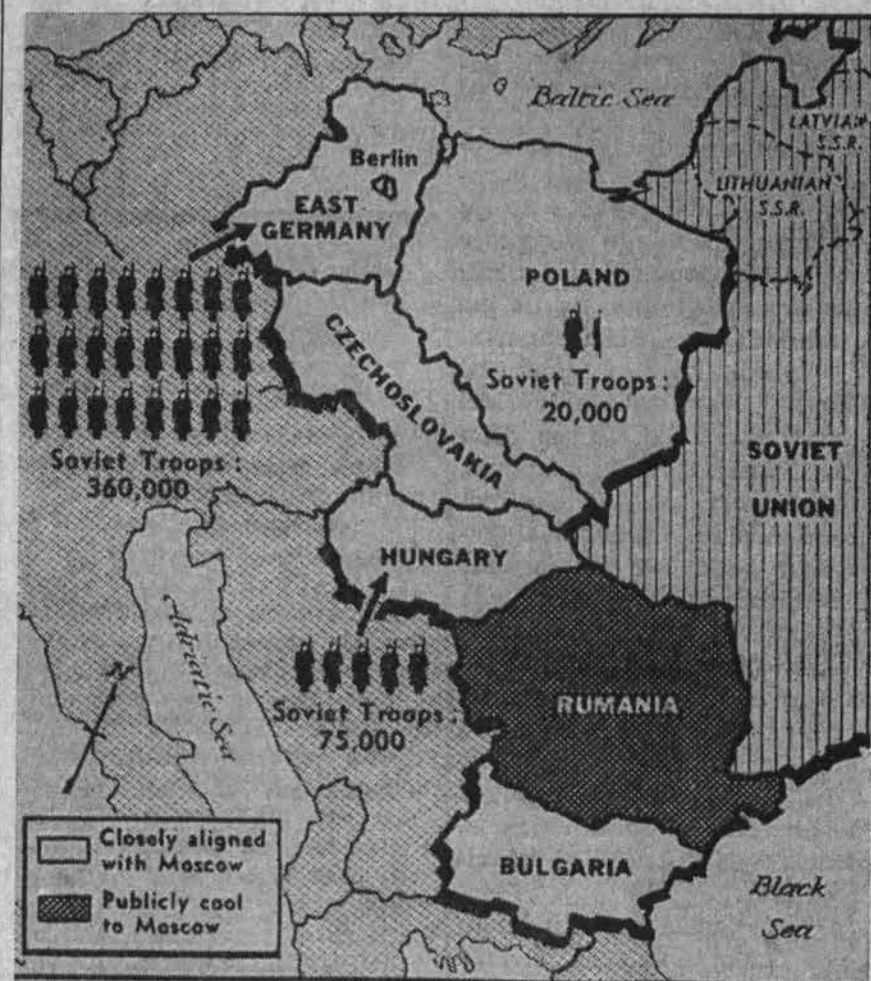 Baltic Sea
LATVIAN
S.S.R.
LITHUANIAN
S.S.R.
Berlin
EAST
GERMANY
POLAND
Soviet Troops :
20,000
CZECHOSLOVAKIA
Soviet Troops :
360,000
SOVIET
UNION
HUNGARY
Adriatic Sea
N
Soviet Troops :
75,000
RUMANIA
BULGARIA
Black
Sea
Closely aligned
with Moscow
Publicly cool
to Moscow